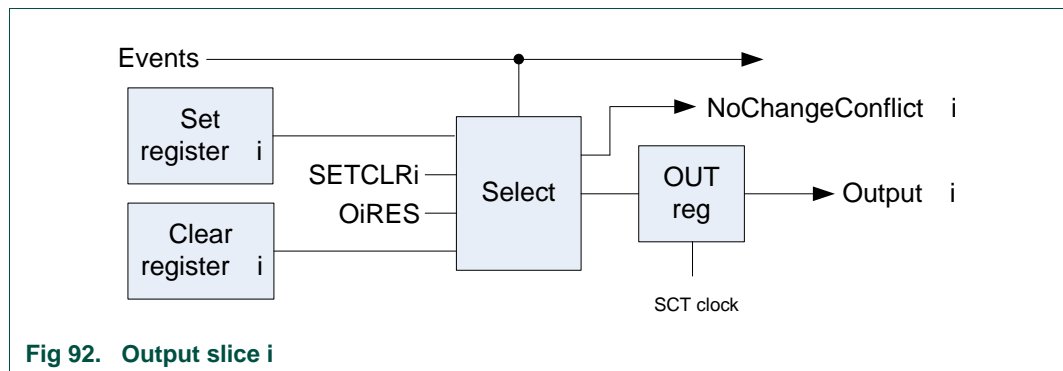 Events
Set
register i
NoChangeConflict i
SETCLRi
Select
OUT
reg
Output i
OiRES
Clear
register i
SCT clock
Fig 92. Output slice i